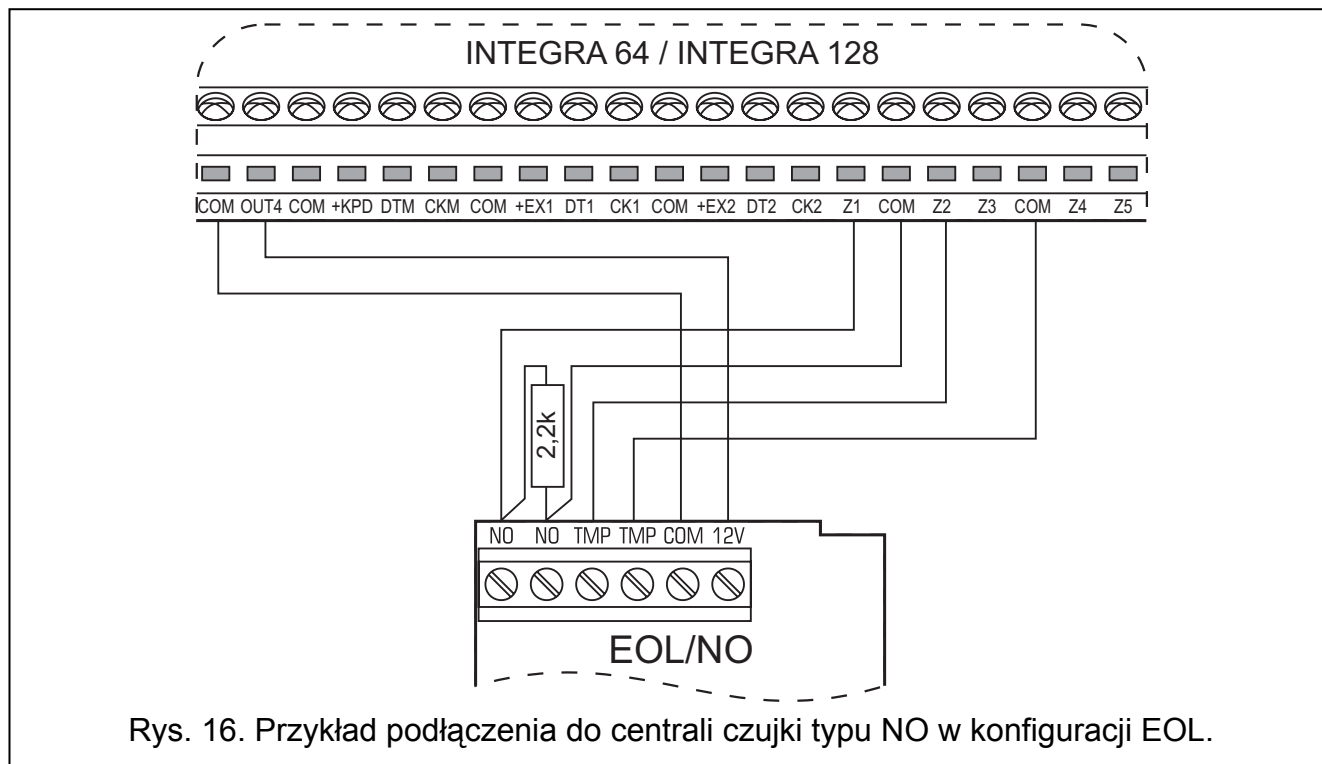 INTEGRA 64 / INTEGRA 128
COM OUT4 COM +KPD DTM CKM COM +EX1 DT1 CK1 COM +EX2 DT2 CK2 Z1 COM Z2 Z3 COM Z4 Z5
2,2k
NO NO TMP TMP COM 12V
EOL/NO
Rys. 16. Przykład podłączenia do centrali czujki typu NO w konfiguracji EOL.